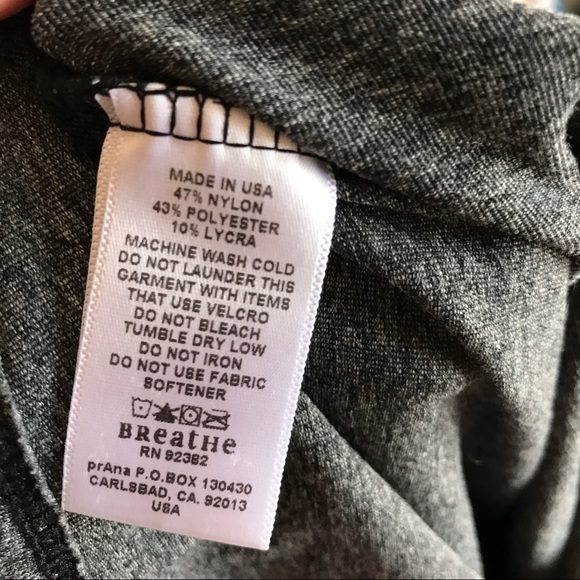 MADE IN USA
47% NYLON
43% POLYESTER
10% LYCRA
MACHINE WASH COLD
DO NOT LAUNDER THIS
GARMENT WITH ITEMS
THAT USE VELCRO
DO NOT BLEACH
TUMBLE DRY LOW
DO NOT IRON
DO NOT USE FABRIC
SOFTENER
BReatHe
RN 92382
prAna P.O.BOX 130430
CARLSBAD, CA. 92013
USA